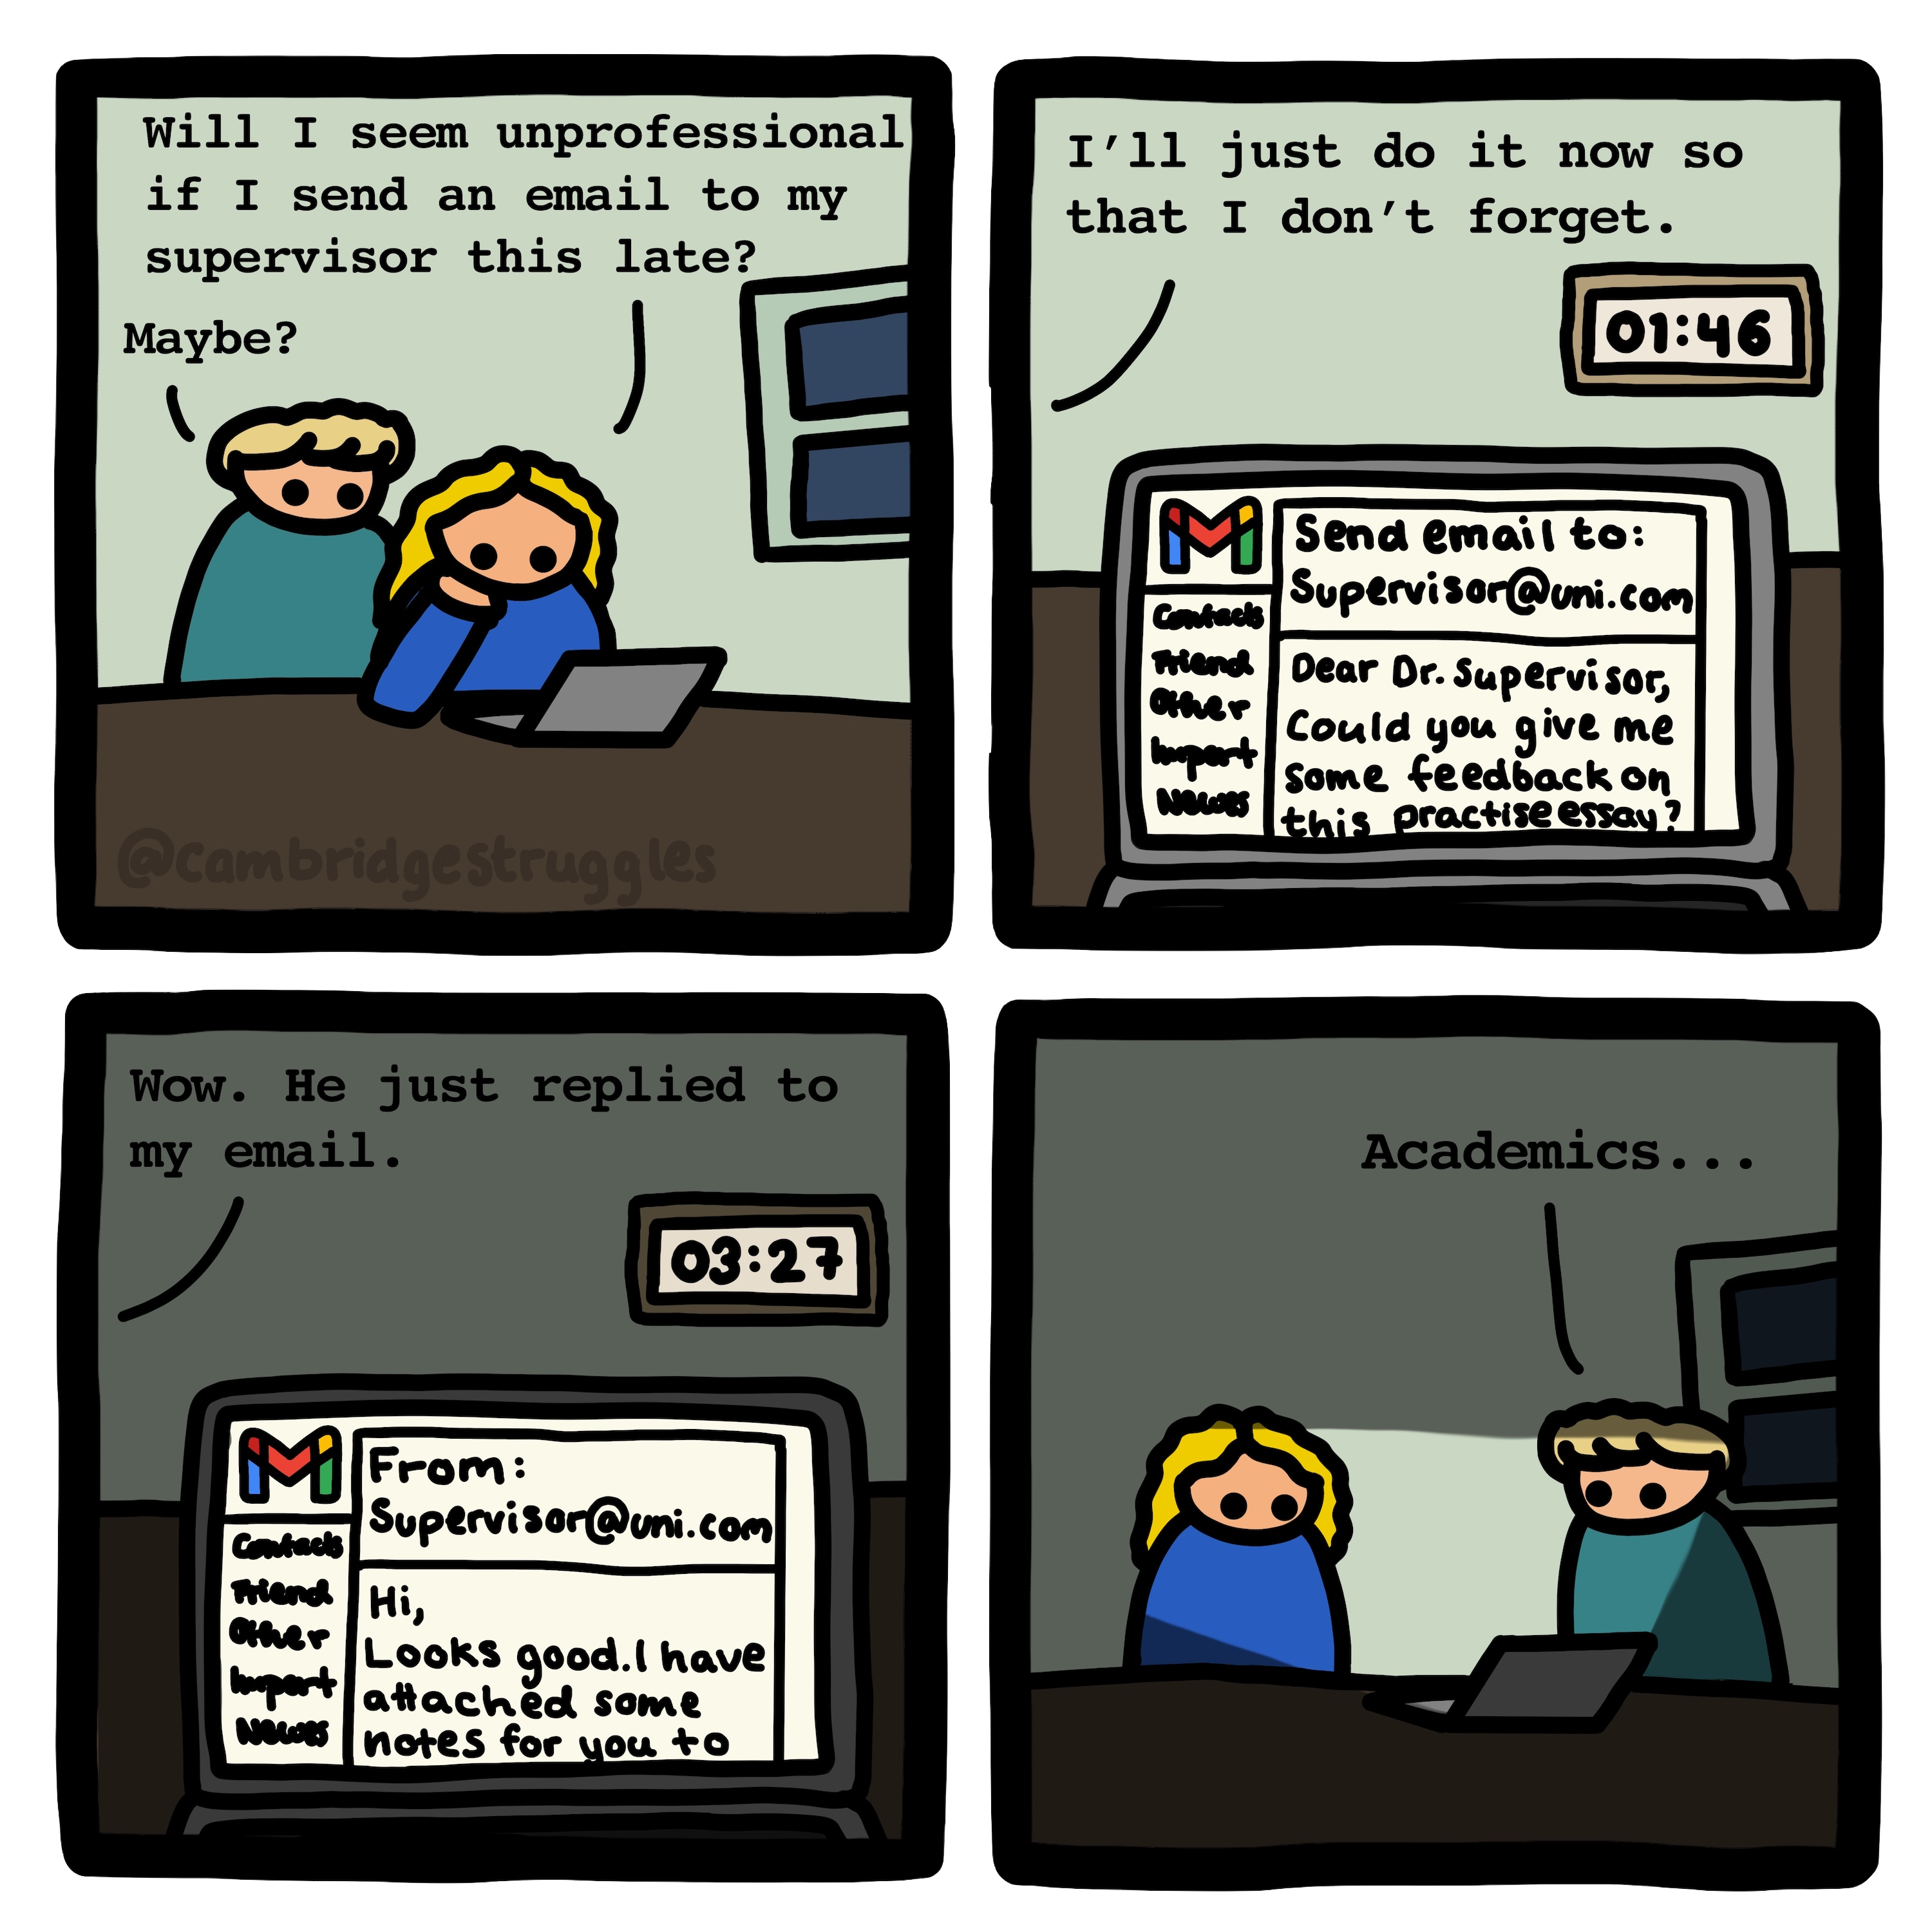 Will I seem unprofessional
if I send an email to my
supervisor this late?
Maybe?
@cambridgestruggles
I'll just do it now so
that I don't forget.
01:46
Send email to:
Supervisor@uni.com
Contacts
Friend
Other
Import
Dear Dr. Supervisor,
Could you give me
some feedback on
this practise essay?
Wow. He just replied to
my email.
03:27
From:
Supervisor@uni.com
Contacts
Friend
Other
Import
Hi,
Looks good. I have
attached some
notes for you to
Academics...